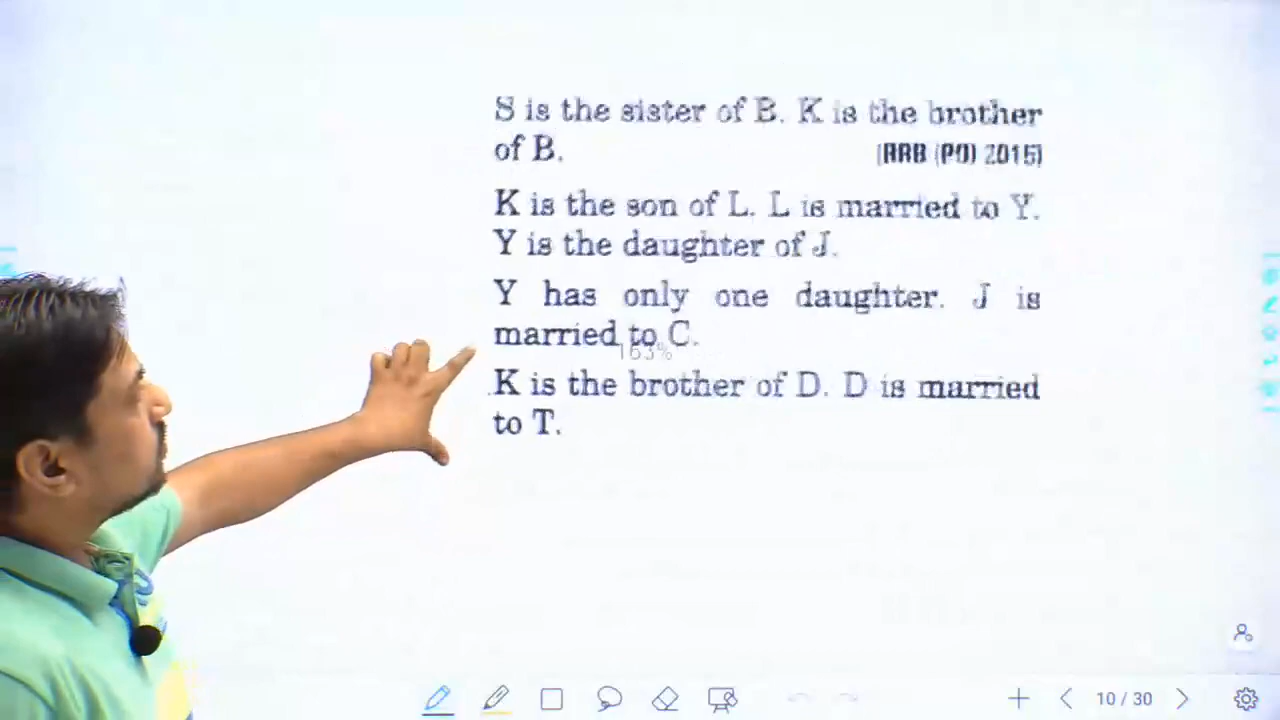 S is the sister of B. K is the brother
of B. (RRB (PO) 2015)
K is the son of L. L is married to Y.
Y is the daughter of J.
Y has only one daughter. J is
married to C.
163%
K is the brother of D. D is married
to T.
10 / 30